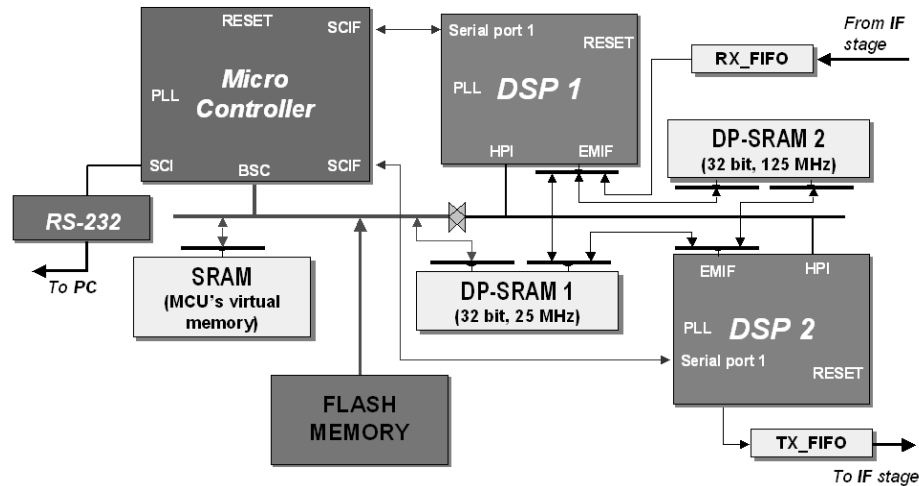 RESET
SCIF
Micro
Controller
PLL
SCI
BSC
SCIF
Serial port 1
RESET
PLL
DSP 1
HPI
EMIF
From IF
stage
RX_FIFO
DP-SRAM 2
(32 bit, 125 MHz)
RS-232
To PC
SRAM
(MCU's virtual
memory)
DP-SRAM 1
(32 bit, 25 MHz)
EMIF
HPI
PLL
DSP 2
Serial port 1
RESET
FLASH
MEMORY
TX_FIFO
To IF stage